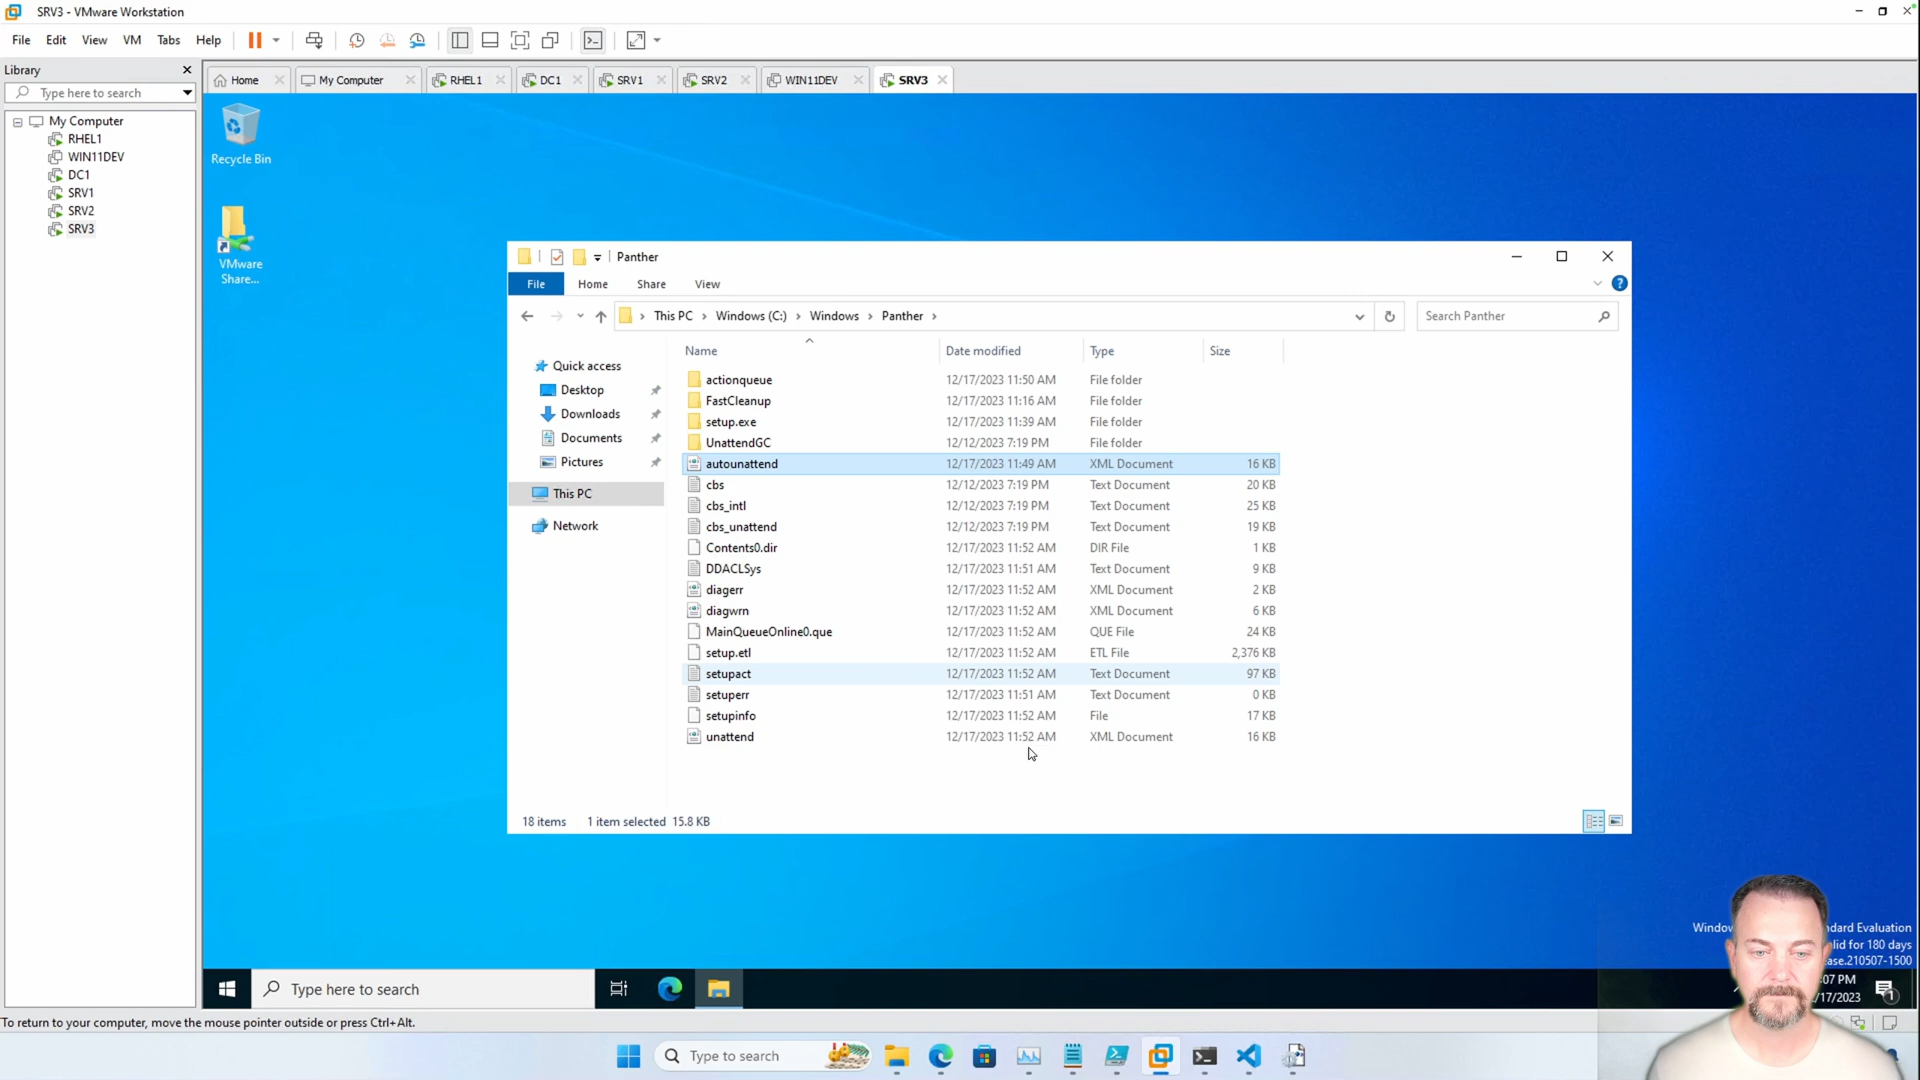 SRV3 - VMware Workstation
File Edit View VM Tabs Help
Library
Type here to search
My Computer
RHEL1
WIN11DEV
DC1
SRV1
SRV2
SRV3
Home My Computer RHEL1 DC1 SRV1 SRV2 WIN11DEV SRV3
Recycle Bin
VMware
Share...
Panther
File Home Share View
This PC > Windows (C:) > Windows > Panther >
Search Panther
Quick access
Desktop
Downloads
Documents
Pictures
This PC
Network
Name Date modified Type Size
actionqueue 12/17/2023 11:50 AM File folder
FastCleanup 12/17/2023 11:16 AM File folder
setup.exe 12/17/2023 11:39 AM File folder
UnattendGC 12/12/2023 7:19 PM File folder
autounattend 12/17/2023 11:49 AM XML Document 16 KB
cbs 12/12/2023 7:19 PM Text Document 20 KB
cbs_intl 12/12/2023 7:19 PM Text Document 25 KB
cbs_unattend 12/12/2023 7:19 PM Text Document 19 KB
Contents0.dir 12/17/2023 11:52 AM DIR File 1 KB
DDACLSys 12/17/2023 11:51 AM Text Document 9 KB
diagerr 12/17/2023 11:52 AM XML Document 2 KB
diagwrn 12/17/2023 11:52 AM XML Document 6 KB
MainQueueOnline0.que 12/17/2023 11:52 AM QUE File 24 KB
setup.etl 12/17/2023 11:52 AM ETL File 2,376 KB
setupact 12/17/2023 11:52 AM Text Document 97 KB
setuperr 12/17/2023 11:51 AM Text Document 0 KB
setupinfo 12/17/2023 11:52 AM File 17 KB
unattend 12/17/2023 11:52 AM XML Document 16 KB
18 items 1 item selected 15.8 KB
Window dard Evaluation
lid for 180 days
ase.210507-1500
Type here to search
:07 PM
/17/2023
1
To return to your computer, move the mouse pointer outside or press Ctrl+Alt.
Type here to search